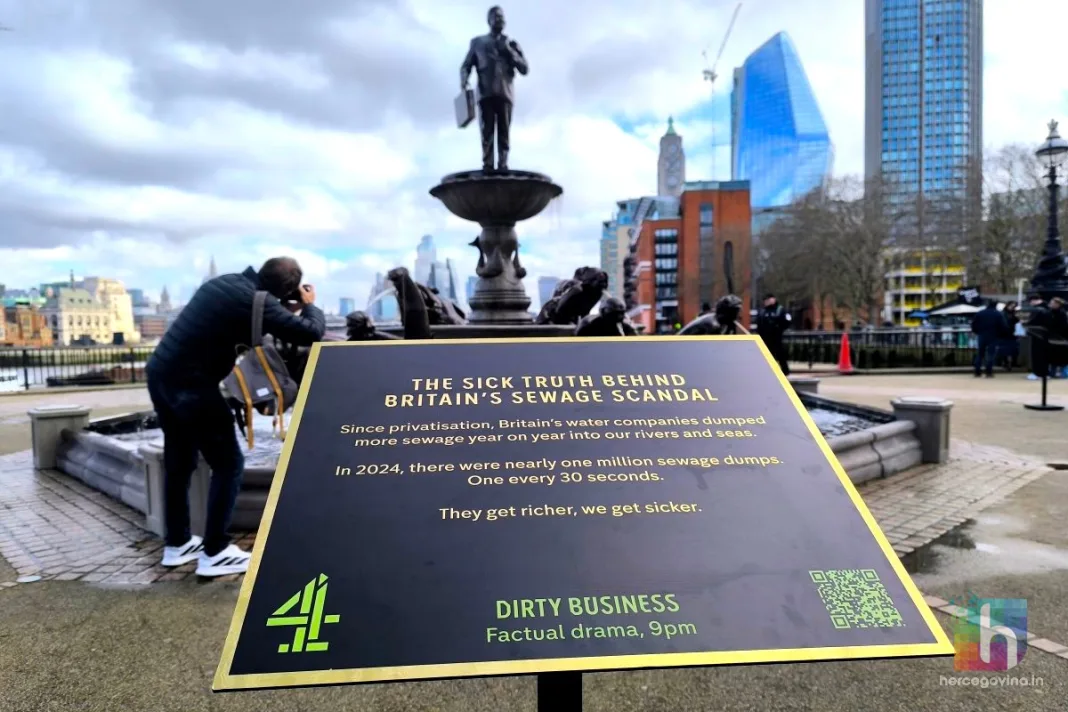 THE SICK TRUTH BEHIND
BRITAIN'S SEWAGE SCANDAL
Since privatisation, Britain's water companies dumped
more sewage year on year into our rivers and seas.
In 2024, there were nearly one million sewage dumps.
One every 30 seconds.
They get richer, we get sicker.
4
DIRTY BUSINESS
Factual drama, 9pm
h
hercegovina.in